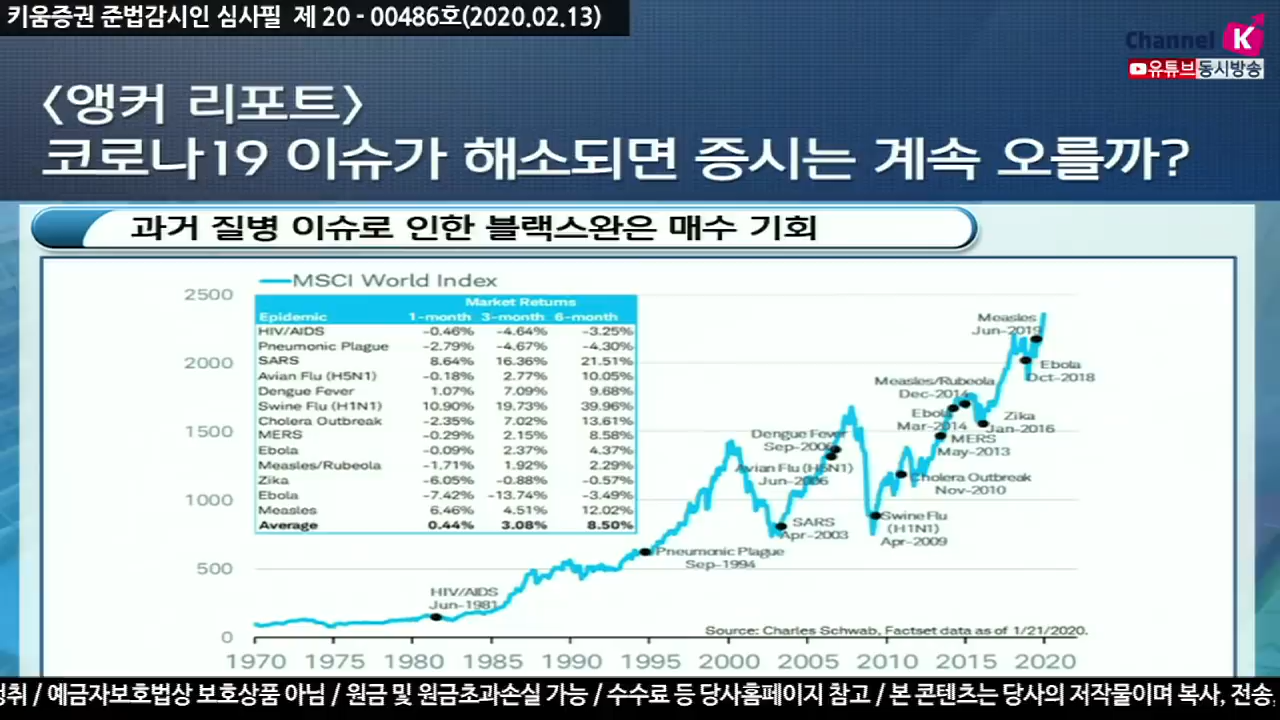 키움증권 준법감시인 심사필 제 20 - 00486호(2020.02.13)
Channel K
유튜브동시방송
<앵커 리포트>
코로나19 이슈가 해소되면 증시는 계속 오를까?
과거 질병 이슈로 인한 블랙스완은 매수 기회
MSCI World Index
Market Returns
Epidemic 1-month 3-month 6-month
HIV/AIDS -0.46% -4.64% -3.25%
Pneumonic Plague -2.79% -4.67% -4.30%
SARS 8.64% 16.36% 21.51%
Avian Flu (H5N1) -0.18% 2.77% 10.05%
Dengue Fever 1.07% 7.09% 9.68%
Swine Flu (H1N1) 10.90% 19.73% 39.96%
Cholera Outbreak -2.35% 7.02% 13.61%
MERS -0.29% 2.15% 8.58%
Ebola -0.09% 2.37% 4.37%
Measles/Rubeola -1.71% 1.92% 2.29%
Zika -6.05% -0.88% -0.57%
Ebola -7.42% -13.74% -3.49%
Measles 6.46% 4.51% 12.02%
Average 0.44% 3.08% 8.50%
2500
2000
1500
1000
500
0
Measles
Jun-2019
Ebola
Oct-2018
Measles/Rubeola
Dec-2014
Ebola
Mar-2014
Zika
Jan-2016
MERS
May-2013
Dengue Fever
Sep-2006
Avian Flu (H5N1)
Jun-2006
Cholera Outbreak
Nov-2010
SARS
Apr-2003
Swine Flu
(H1N1)
Apr-2009
Pneumonic Plague
Sep-1994
HIV/AIDS
Jun-1981
Source: Charles Schwab, Factset data as of 1/21/2020.
1970 1975 1980 1985 1990 1995 2000 2005 2010 2015 2020
청취 / 예금자보호법상 보호상품 아님 / 원금 및 원금초과손실 가능 / 수수료 등 당사홈페이지 참고 / 본 콘텐츠는 당사의 저작물이며 복사, 전송,